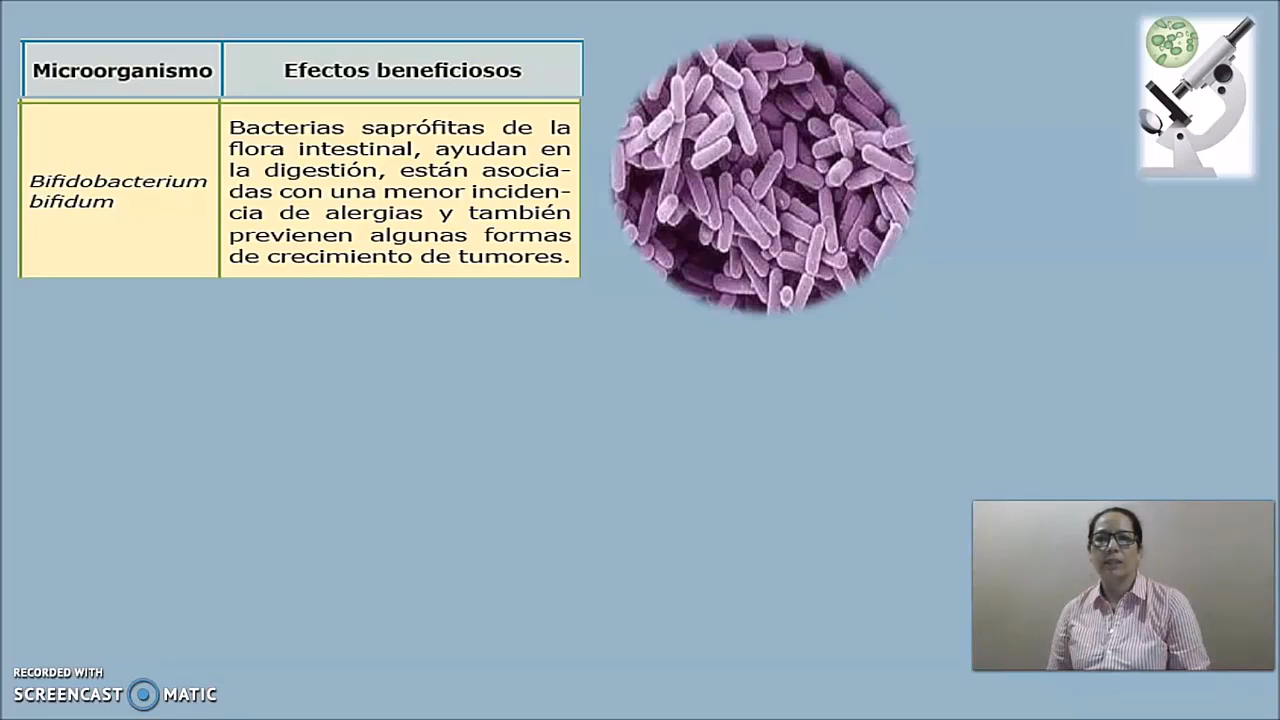 Microorganismo
Efectos beneficiosos
Bifidobacterium
bifidum
Bacterias saprófitas de la
flora intestinal, ayudan en
la digestión, están asocia-
das con una menor inciden-
cia de alergias y también
previenen algunas formas
de crecimiento de tumores.
RECORDED WITH
SCREENCAST MATIC